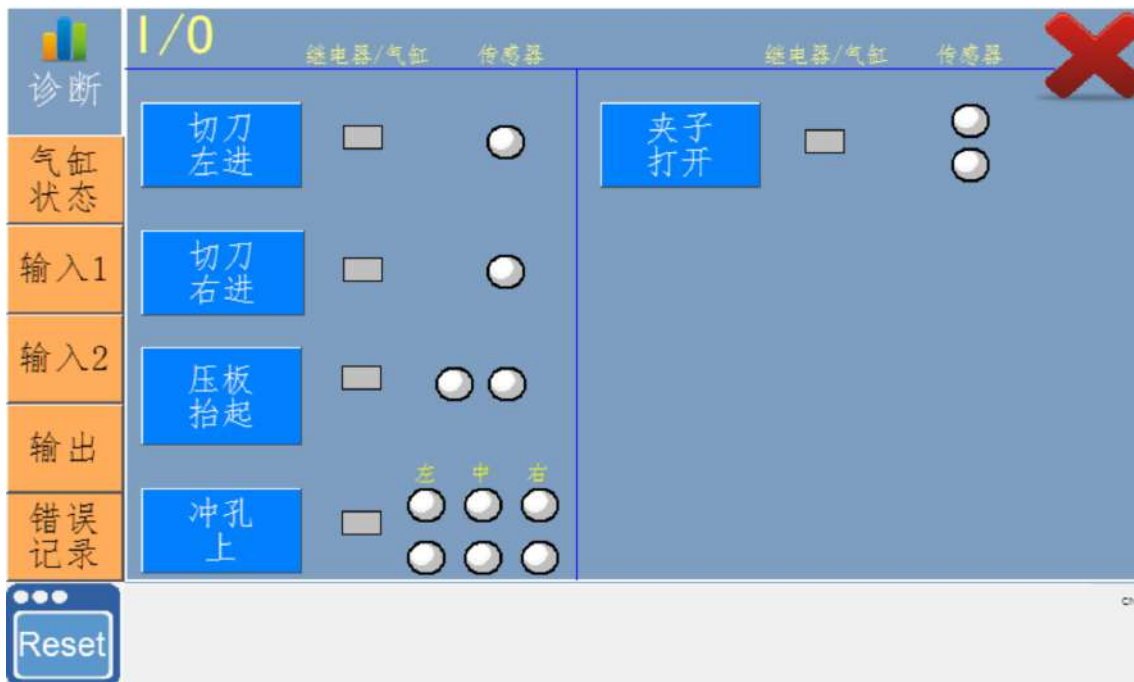 诊断
气缸
状态
输入1
输入2
输出
错误
记录
Reset
I/O
继电器/气缸 传感器
切刀
左进
切刀
右进
压板
抬起
左 中 右
冲孔
上
继电器/气缸 传感器
夹子
打开